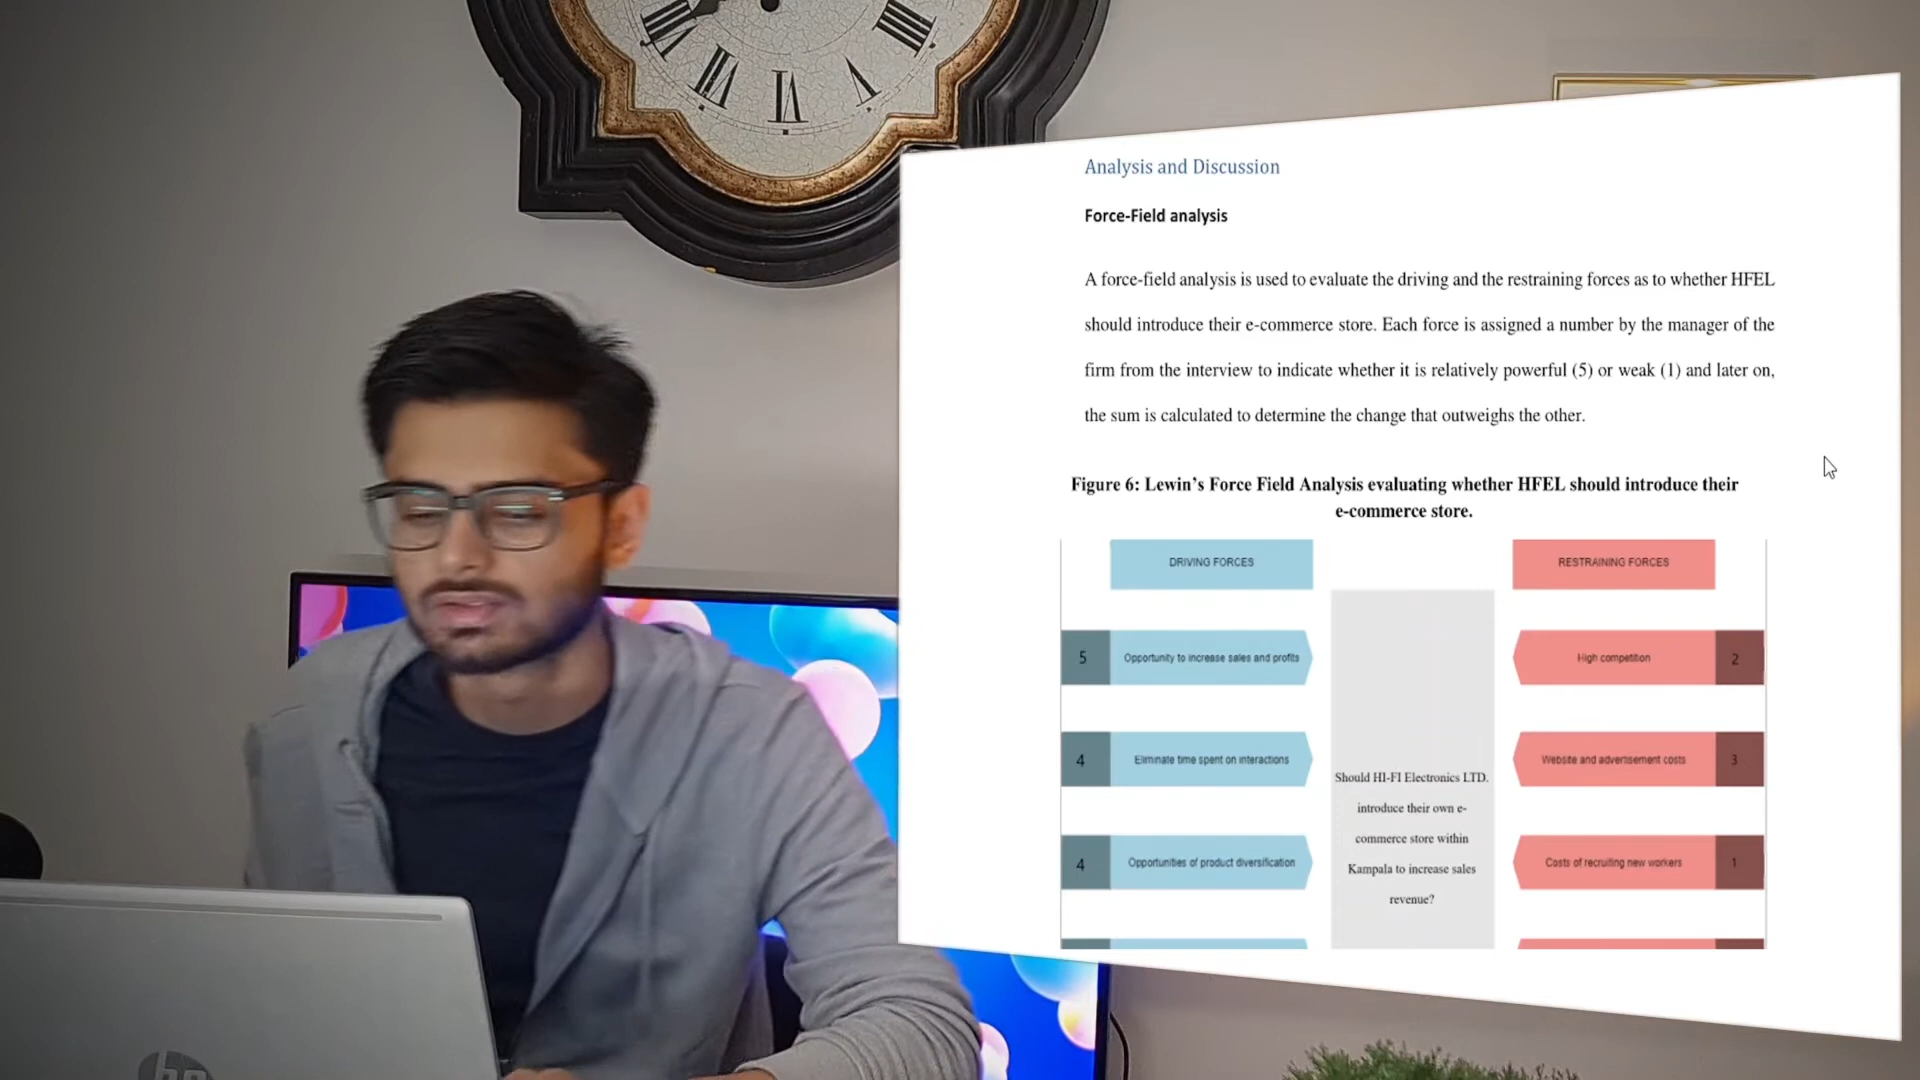 VII
VI
V
IIII
Analysis and Discussion
Force-Field analysis
A force-field analysis is used to evaluate the driving and the restraining forces as to whether HFEL
should introduce their e-commerce store. Each force is assigned a number by the manager of the
firm from the interview to indicate whether it is relatively powerful (5) or weak (1) and later on,
the sum is calculated to determine the change that outweighs the other.
Figure 6: Lewin's Force Field Analysis evaluating whether HFEL should introduce their
e-commerce store.
DRIVING FORCES
RESTRAINING FORCES
5
Opportunity to increase sales and profits
High competition
2
4
Eliminate time spent on interactions
Website and advertisement costs
3
4
Opportunities of product diversification
Costs of recruiting new workers
1
Should HI-FI Electronics LTD.
introduce their own e-
commerce store within
Kampala to increase sales
revenue?
hp